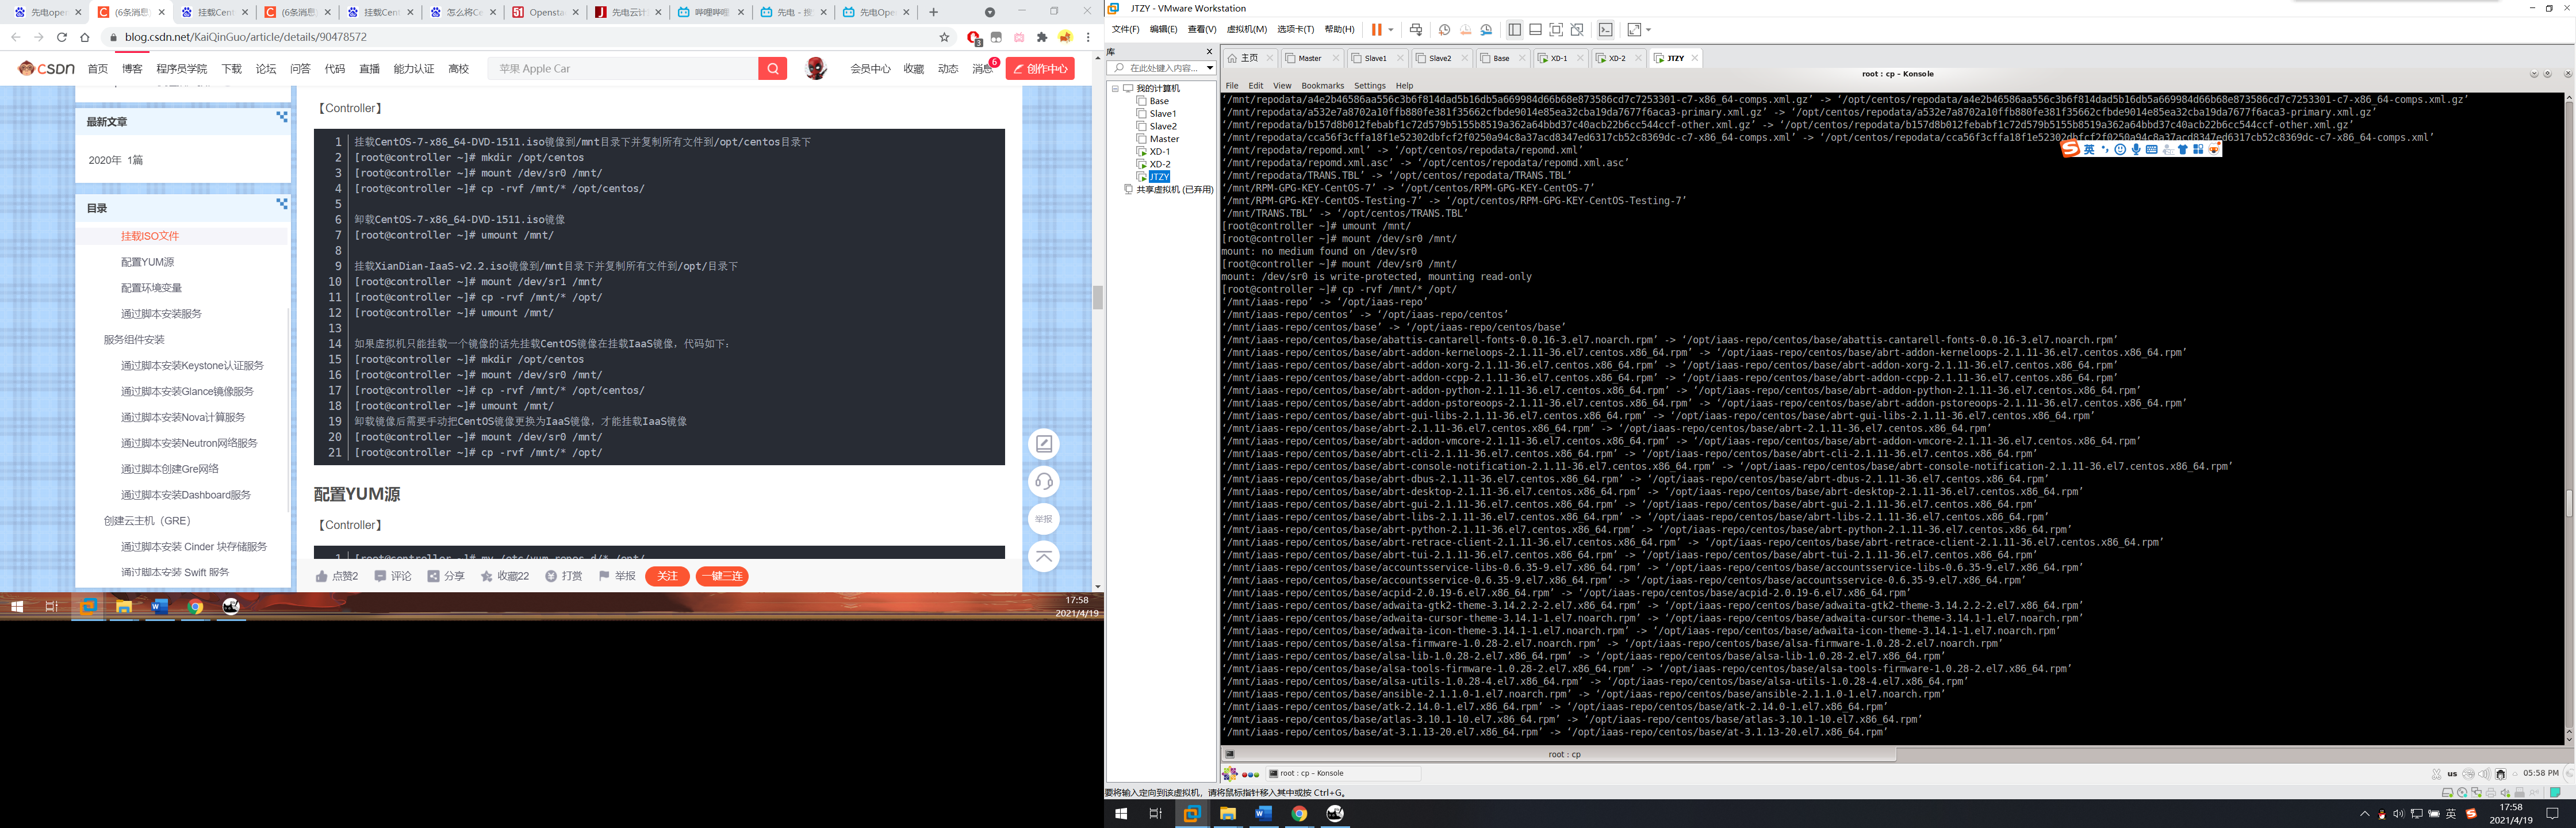 先电open
(6条消息)
挂载Cent
(6条消息
挂载Cent
怎么将Ce
Opensta
先电云计
哔哩哔哩
先电 - 搜
先电Open
blog.csdn.net/KaiQinGuo/article/details/90478572
CSDN
首页
博客
程序员学院
下载
论坛
问答
代码
直播
能力认证
高校
苹果 Apple Car
会员中心
收藏
动态
消息
6
创作中心
最新文章
2020年 1篇
目录
挂载ISO文件
配置YUM源
配置环境变量
通过脚本安装服务
服务组件安装
通过脚本安装Keystone认证服务
通过脚本安装Glance镜像服务
通过脚本安装Nova计算服务
通过脚本安装Neutron网络服务
通过脚本创建Gre网络
通过脚本安装Dashboard服务
创建云主机（GRE）
通过脚本安装 Cinder 块存储服务
通过脚本安装 Swift 服务
【Controller】
1 挂载CentOS-7-x86_64-DVD-1511.iso镜像到/mnt目录下并复制所有文件到/opt/centos目录下
2 [root@controller ~]# mkdir /opt/centos
3 [root@controller ~]# mount /dev/sr0 /mnt/
4 [root@controller ~]# cp -rvf /mnt/* /opt/centos/
5
6 卸载CentOS-7-x86_64-DVD-1511.iso镜像
7 [root@controller ~]# umount /mnt/
8
9 挂载XianDian-IaaS-v2.2.iso镜像到/mnt目录下并复制所有文件到/opt/目录下
10 [root@controller ~]# mount /dev/sr1 /mnt/
11 [root@controller ~]# cp -rvf /mnt/* /opt/
12 [root@controller ~]# umount /mnt/
13
14 如果虚拟机只能挂载一个镜像的话先挂载CentOS镜像在挂载IaaS镜像，代码如下：
15 [root@controller ~]# mkdir /opt/centos
16 [root@controller ~]# mount /dev/sr0 /mnt/
17 [root@controller ~]# cp -rvf /mnt/* /opt/centos/
18 [root@controller ~]# umount /mnt/
19 卸载镜像后需要手动把CentOS镜像更换为IaaS镜像，才能挂载IaaS镜像
20 [root@controller ~]# mount /dev/sr0 /mnt/
21 [root@controller ~]# cp -rvf /mnt/* /opt/
配置YUM源
【Controller】
1 [root@controller ~]# mv /etc/yum.repos.d/* /opt/
点赞2
评论
分享
收藏22
打赏
举报
关注
一键三连
举报
17:58
2021/4/19
JTZY - VMware Workstation
文件(F) 编辑(E) 查看(V) 虚拟机(M) 选项卡(T) 帮助(H)
库
在此处键入内容...
我的计算机
Base
Slave1
Slave2
Master
XD-1
XD-2
JTZY
共享虚拟机 (已弃用)
主页
Master
Slave1
Slave2
Base
XD-1
XD-2
JTZY
root : cp – Konsole
File Edit View Bookmarks Settings Help
‘/mnt/repodata/a4e2b46586aa556c3b6f814dad5b16db5a669984d66b68e873586cd7c7253301-c7-x86_64-comps.xml.gz’ -> ‘/opt/centos/repodata/a4e2b46586aa556c3b6f814dad5b16db5a669984d66b68e873586cd7c7253301-c7-x86_64-comps.xml.gz’
‘/mnt/repodata/a532e7a8702a10ffb880fe381f35662cfbde9014e85ea32cba19da7677f6aca3-primary.xml.gz’ -> ‘/opt/centos/repodata/a532e7a8702a10ffb880fe381f35662cfbde9014e85ea32cba19da7677f6aca3-primary.xml.gz’
‘/mnt/repodata/b157d8b012febabf1c72d579b5155b8519a362a64bbd37c40acb22b6cc544ccf-other.xml.gz’ -> ‘/opt/centos/repodata/b157d8b012febabf1c72d579b5155b8519a362a64bbd37c40acb22b6cc544ccf-other.xml.gz’
‘/mnt/repodata/cca56f3cffa18f1e52302dbfcf2f0250a94c8a37acd8347ed6317cb52c8369dc-c7-x86_64-comps.xml’ -> ‘/opt/centos/repodata/cca56f3cffa18f1e52302dbfcf2f0250a94c8a37acd8347ed6317cb52c8369dc-c7-x86_64-comps.xml’
‘/mnt/repodata/repomd.xml’ -> ‘/opt/centos/repodata/repomd.xml’
‘/mnt/repodata/repomd.xml.asc’ -> ‘/opt/centos/repodata/repomd.xml.asc’
‘/mnt/repodata/TRANS.TBL’ -> ‘/opt/centos/repodata/TRANS.TBL’
‘/mnt/RPM-GPG-KEY-CentOS-7’ -> ‘/opt/centos/RPM-GPG-KEY-CentOS-7’
‘/mnt/RPM-GPG-KEY-CentOS-Testing-7’ -> ‘/opt/centos/RPM-GPG-KEY-CentOS-Testing-7’
‘/mnt/TRANS.TBL’ -> ‘/opt/centos/TRANS.TBL’
[root@controller ~]# umount /mnt/
[root@controller ~]# mount /dev/sr0 /mnt/
mount: no medium found on /dev/sr0
[root@controller ~]# mount /dev/sr0 /mnt/
mount: /dev/sr0 is write-protected, mounting read-only
[root@controller ~]# cp -rvf /mnt/* /opt/
‘/mnt/iaas-repo’ -> ‘/opt/iaas-repo’
‘/mnt/iaas-repo/centos’ -> ‘/opt/iaas-repo/centos’
‘/mnt/iaas-repo/centos/base’ -> ‘/opt/iaas-repo/centos/base’
‘/mnt/iaas-repo/centos/base/abattis-cantarell-fonts-0.0.16-3.el7.noarch.rpm’ -> ‘/opt/iaas-repo/centos/base/abattis-cantarell-fonts-0.0.16-3.el7.noarch.rpm’
‘/mnt/iaas-repo/centos/base/abrt-addon-kerneloops-2.1.11-36.el7.centos.x86_64.rpm’ -> ‘/opt/iaas-repo/centos/base/abrt-addon-kerneloops-2.1.11-36.el7.centos.x86_64.rpm’
‘/mnt/iaas-repo/centos/base/abrt-addon-xorg-2.1.11-36.el7.centos.x86_64.rpm’ -> ‘/opt/iaas-repo/centos/base/abrt-addon-xorg-2.1.11-36.el7.centos.x86_64.rpm’
‘/mnt/iaas-repo/centos/base/abrt-addon-ccpp-2.1.11-36.el7.centos.x86_64.rpm’ -> ‘/opt/iaas-repo/centos/base/abrt-addon-ccpp-2.1.11-36.el7.centos.x86_64.rpm’
‘/mnt/iaas-repo/centos/base/abrt-addon-python-2.1.11-36.el7.centos.x86_64.rpm’ -> ‘/opt/iaas-repo/centos/base/abrt-addon-python-2.1.11-36.el7.centos.x86_64.rpm’
‘/mnt/iaas-repo/centos/base/abrt-addon-pstoreoops-2.1.11-36.el7.centos.x86_64.rpm’ -> ‘/opt/iaas-repo/centos/base/abrt-addon-pstoreoops-2.1.11-36.el7.centos.x86_64.rpm’
‘/mnt/iaas-repo/centos/base/abrt-gui-libs-2.1.11-36.el7.centos.x86_64.rpm’ -> ‘/opt/iaas-repo/centos/base/abrt-gui-libs-2.1.11-36.el7.centos.x86_64.rpm’
‘/mnt/iaas-repo/centos/base/abrt-2.1.11-36.el7.centos.x86_64.rpm’ -> ‘/opt/iaas-repo/centos/base/abrt-2.1.11-36.el7.centos.x86_64.rpm’
‘/mnt/iaas-repo/centos/base/abrt-addon-vmcore-2.1.11-36.el7.centos.x86_64.rpm’ -> ‘/opt/iaas-repo/centos/base/abrt-addon-vmcore-2.1.11-36.el7.centos.x86_64.rpm’
‘/mnt/iaas-repo/centos/base/abrt-cli-2.1.11-36.el7.centos.x86_64.rpm’ -> ‘/opt/iaas-repo/centos/base/abrt-cli-2.1.11-36.el7.centos.x86_64.rpm’
‘/mnt/iaas-repo/centos/base/abrt-console-notification-2.1.11-36.el7.centos.x86_64.rpm’ -> ‘/opt/iaas-repo/centos/base/abrt-console-notification-2.1.11-36.el7.centos.x86_64.rpm’
‘/mnt/iaas-repo/centos/base/abrt-dbus-2.1.11-36.el7.centos.x86_64.rpm’ -> ‘/opt/iaas-repo/centos/base/abrt-dbus-2.1.11-36.el7.centos.x86_64.rpm’
‘/mnt/iaas-repo/centos/base/abrt-desktop-2.1.11-36.el7.centos.x86_64.rpm’ -> ‘/opt/iaas-repo/centos/base/abrt-desktop-2.1.11-36.el7.centos.x86_64.rpm’
‘/mnt/iaas-repo/centos/base/abrt-gui-2.1.11-36.el7.centos.x86_64.rpm’ -> ‘/opt/iaas-repo/centos/base/abrt-gui-2.1.11-36.el7.centos.x86_64.rpm’
‘/mnt/iaas-repo/centos/base/abrt-libs-2.1.11-36.el7.centos.x86_64.rpm’ -> ‘/opt/iaas-repo/centos/base/abrt-libs-2.1.11-36.el7.centos.x86_64.rpm’
‘/mnt/iaas-repo/centos/base/abrt-python-2.1.11-36.el7.centos.x86_64.rpm’ -> ‘/opt/iaas-repo/centos/base/abrt-python-2.1.11-36.el7.centos.x86_64.rpm’
‘/mnt/iaas-repo/centos/base/abrt-retrace-client-2.1.11-36.el7.centos.x86_64.rpm’ -> ‘/opt/iaas-repo/centos/base/abrt-retrace-client-2.1.11-36.el7.centos.x86_64.rpm’
‘/mnt/iaas-repo/centos/base/abrt-tui-2.1.11-36.el7.centos.x86_64.rpm’ -> ‘/opt/iaas-repo/centos/base/abrt-tui-2.1.11-36.el7.centos.x86_64.rpm’
‘/mnt/iaas-repo/centos/base/accountsservice-libs-0.6.35-9.el7.centos.x86_64.rpm’ -> ‘/opt/iaas-repo/centos/base/accountsservice-libs-0.6.35-9.el7.centos.x86_64.rpm’
‘/mnt/iaas-repo/centos/base/accountsservice-0.6.35-9.el7.centos.x86_64.rpm’ -> ‘/opt/iaas-repo/centos/base/accountsservice-0.6.35-9.el7.centos.x86_64.rpm’
‘/mnt/iaas-repo/centos/base/acpid-2.0.19-6.el7.x86_64.rpm’ -> ‘/opt/iaas-repo/centos/base/acpid-2.0.19-6.el7.x86_64.rpm’
‘/mnt/iaas-repo/centos/base/adwaita-gtk2-theme-3.14.2.2-2.el7.x86_64.rpm’ -> ‘/opt/iaas-repo/centos/base/adwaita-gtk2-theme-3.14.2.2-2.el7.x86_64.rpm’
‘/mnt/iaas-repo/centos/base/adwaita-cursor-theme-3.14.1-1.el7.noarch.rpm’ -> ‘/opt/iaas-repo/centos/base/adwaita-cursor-theme-3.14.1-1.el7.noarch.rpm’
‘/mnt/iaas-repo/centos/base/adwaita-icon-theme-3.14.1-1.el7.noarch.rpm’ -> ‘/opt/iaas-repo/centos/base/adwaita-icon-theme-3.14.1-1.el7.noarch.rpm’
‘/mnt/iaas-repo/centos/base/alsa-firmware-1.0.28-2.el7.noarch.rpm’ -> ‘/opt/iaas-repo/centos/base/alsa-firmware-1.0.28-2.el7.noarch.rpm’
‘/mnt/iaas-repo/centos/base/alsa-lib-1.0.28-2.el7.x86_64.rpm’ -> ‘/opt/iaas-repo/centos/base/alsa-lib-1.0.28-2.el7.x86_64.rpm’
‘/mnt/iaas-repo/centos/base/alsa-tools-firmware-1.0.28-2.el7.x86_64.rpm’ -> ‘/opt/iaas-repo/centos/base/alsa-tools-firmware-1.0.28-2.el7.x86_64.rpm’
‘/mnt/iaas-repo/centos/base/alsa-utils-1.0.28-4.el7.x86_64.rpm’ -> ‘/opt/iaas-repo/centos/base/alsa-utils-1.0.28-4.el7.x86_64.rpm’
‘/mnt/iaas-repo/centos/base/ansible-2.1.1.0-1.el7.noarch.rpm’ -> ‘/opt/iaas-repo/centos/base/ansible-2.1.1.0-1.el7.noarch.rpm’
‘/mnt/iaas-repo/centos/base/atk-2.14.0-1.el7.x86_64.rpm’ -> ‘/opt/iaas-repo/centos/base/atk-2.14.0-1.el7.x86_64.rpm’
‘/mnt/iaas-repo/centos/base/atlas-3.10.1-10.el7.x86_64.rpm’ -> ‘/opt/iaas-repo/centos/base/atlas-3.10.1-10.el7.x86_64.rpm’
‘/mnt/iaas-repo/centos/base/at-3.1.13-20.el7.x86_64.rpm’ -> ‘/opt/iaas-repo/centos/base/at-3.1.13-20.el7.x86_64.rpm’
英
root : cp
root : cp – Konsole
us
05:58 PM
要将输入定向到该虚拟机，请将鼠标指针移入其中或按 Ctrl+G。
英
17:58
2021/4/19